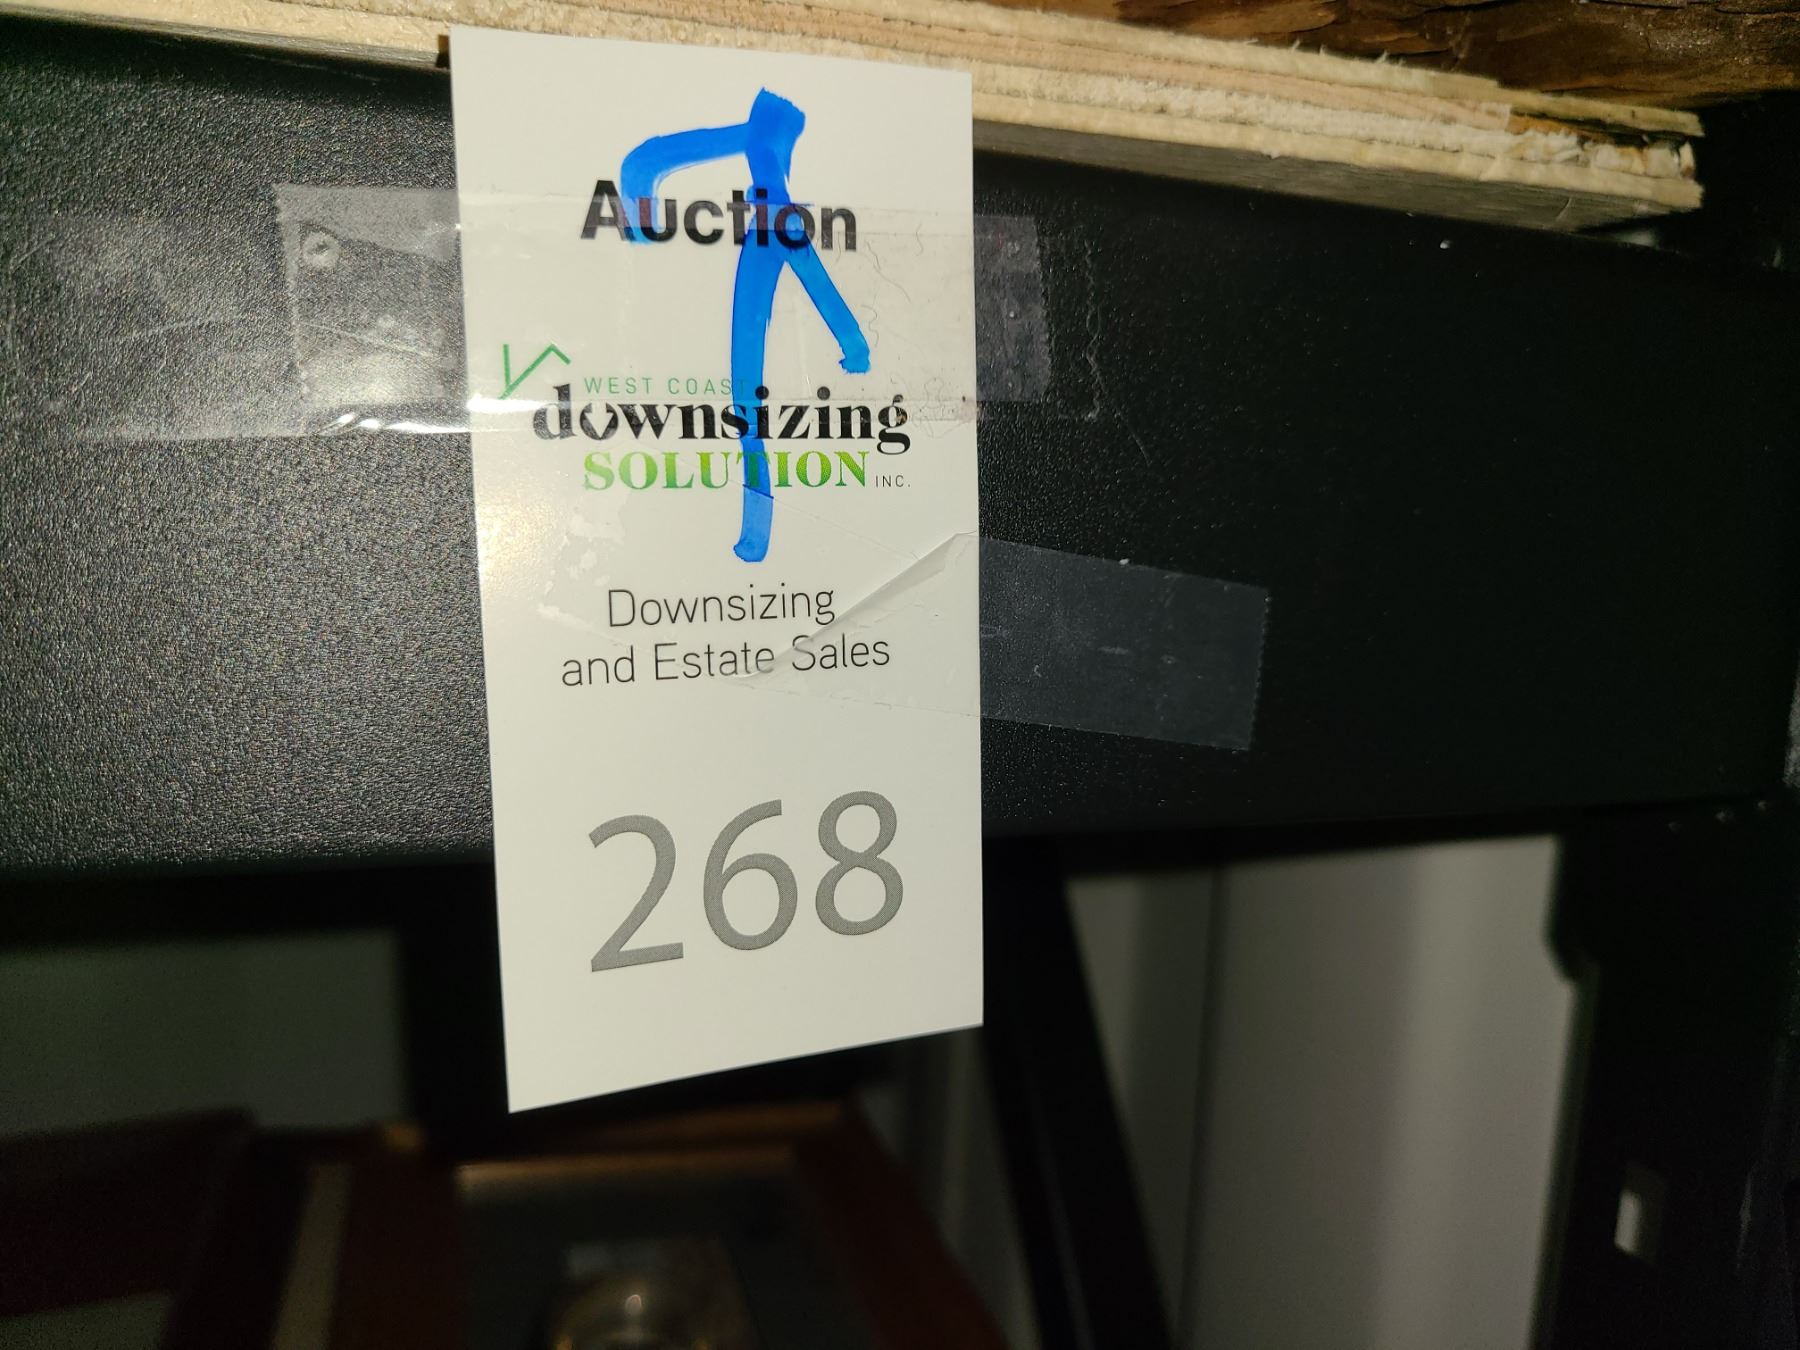 Auction
WEST COAST
downsizing
SOLUTION INC.
Downsizing
and Estate Sales
268